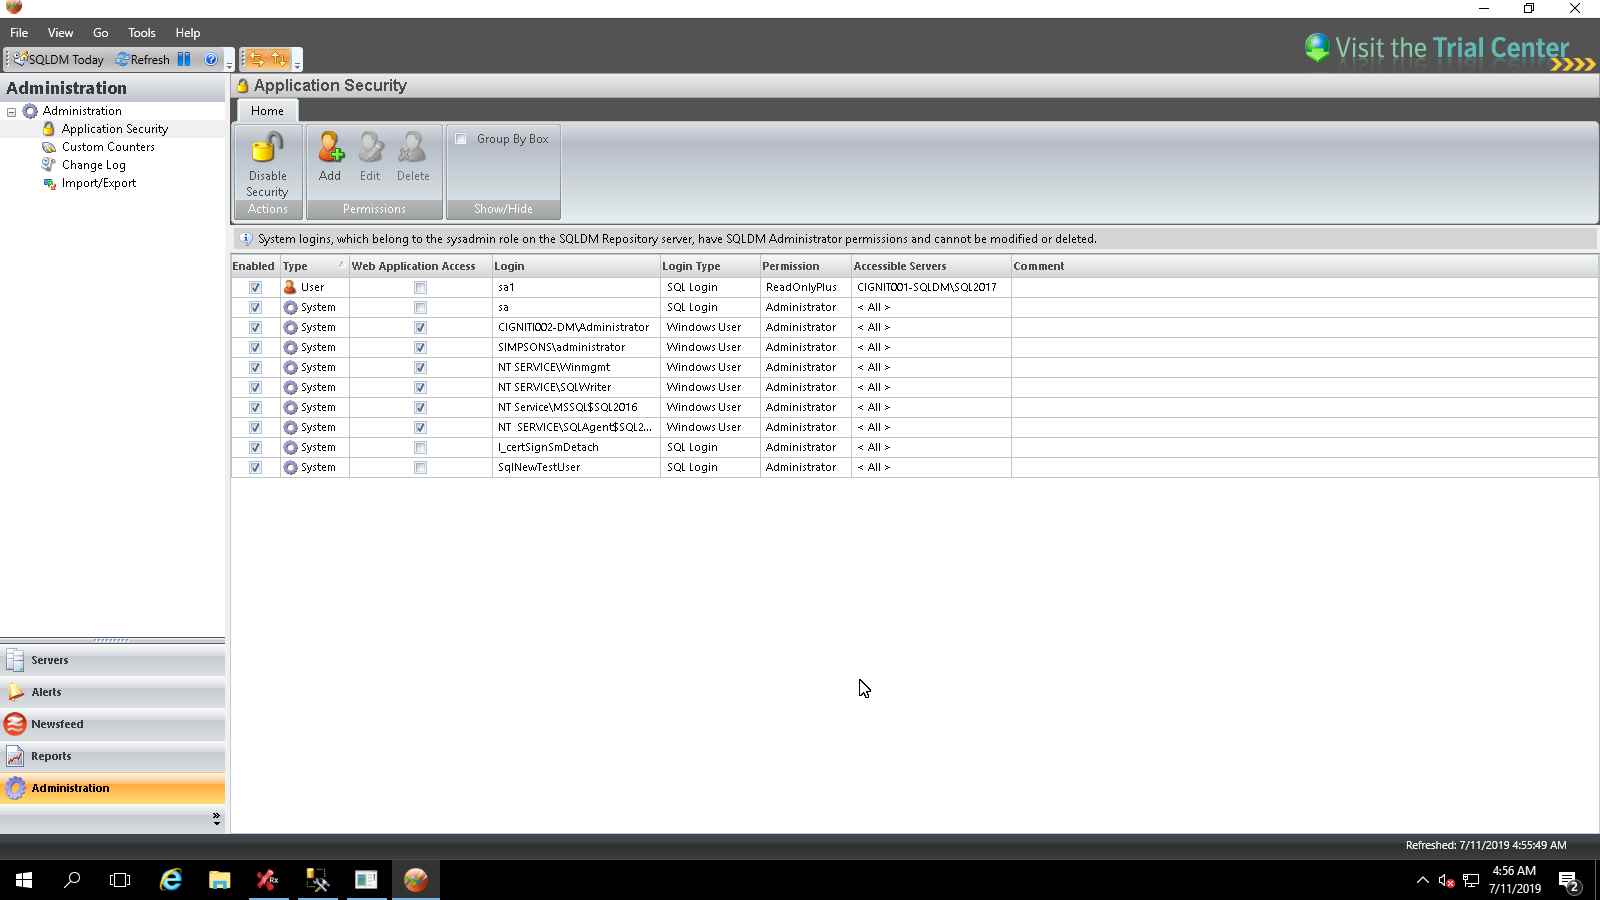 File View Go Tools Help
SQLDM Today Refresh
Visit the Trial Center
Administration
Administration
Application Security
Custom Counters
Change Log
Import/Export
Servers
Alerts
Newsfeed
Reports
Administration
Application Security
Home
Disable Security
Actions
Add Edit Delete
Permissions
Group By Box
Show/Hide
System logins, which belong to the sysadmin role on the SQLDM Repository server, have SQLDM Administrator permissions and cannot be modified or deleted.
Enabled Type Web Application Access Login Login Type Permission Accessible Servers Comment
User sa1 SQL Login ReadOnlyPlus CIGNITI001-SQLDM\SQL2017
System sa SQL Login Administrator < All >
System CIGNITI002-DM\Administrator Windows User Administrator < All >
System SIMPSONS\administrator Windows User Administrator < All >
System NT SERVICE\Winmgmt Windows User Administrator < All >
System NT SERVICE\SQLWriter Windows User Administrator < All >
System NT Service\MSSQL$SQL2016 Windows User Administrator < All >
System NT SERVICE\SQLAgent$SQL2... Windows User Administrator < All >
System l_certSignSmDetach SQL Login Administrator < All >
System SqlNewTestUser SQL Login Administrator < All >
Refreshed: 7/11/2019 4:55:49 AM
4:56 AM
7/11/2019
2